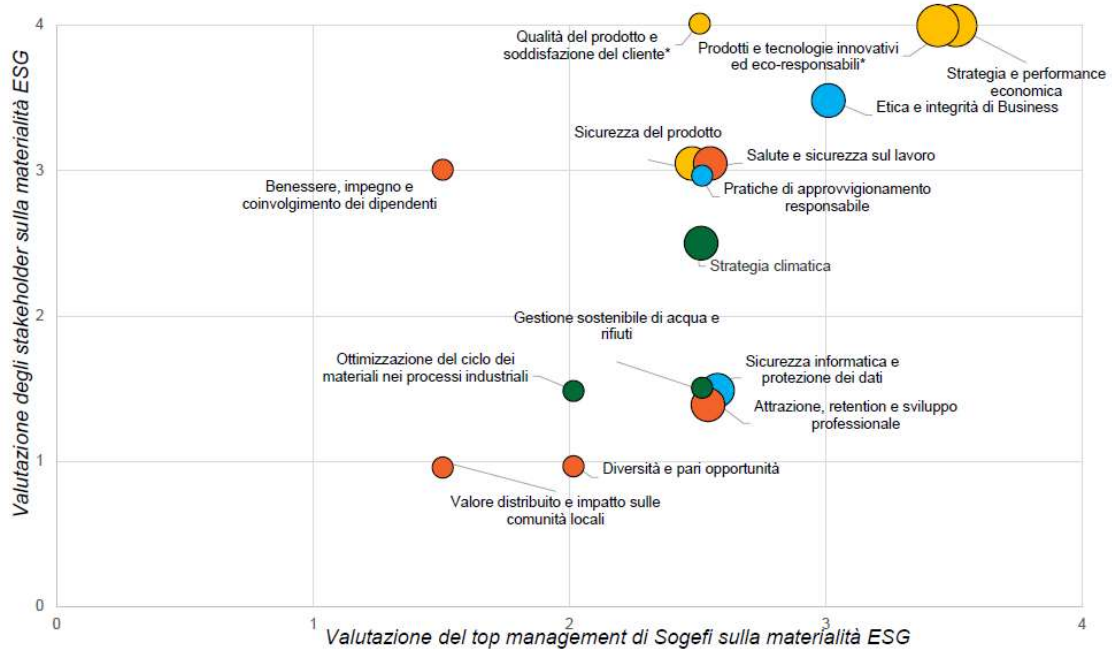 Valutazione degli stakeholder sulla materialità ESG
4
3
2
1
0
Qualità del prodotto e
soddisfazione del cliente*
Prodotti e tecnologie innovativi
ed eco-responsabili*
Strategia e performance
economica
Etica e integrità di Business
Sicurezza del prodotto
Salute e sicurezza sul lavoro
Benessere, impegno e
coinvolgimento dei dipendenti
Pratiche di approvvigionamento
responsabile
Strategia climatica
Gestione sostenibile di acqua e
rifiuti
Ottimizzazione del ciclo dei
materiali nei processi industriali
Sicurezza informatica e
protezione dei dati
Attrazione, retention e sviluppo
professionale
Diversità e pari opportunità
Valore distribuito e impatto sulle
comunità locali
0
1
2
3
4
Valutazione del top management di Sogefi sulla materialità ESG